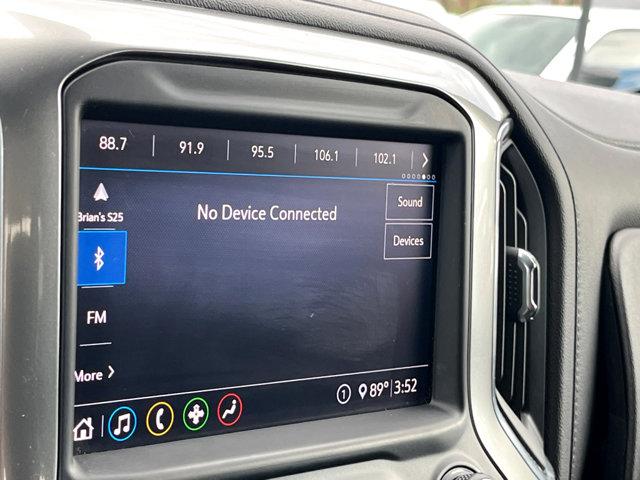 88.7 91.9 95.5 106.1 102.1
Brian's S25
No Device Connected
Sound
Devices
FM
More
1 89° 3:52